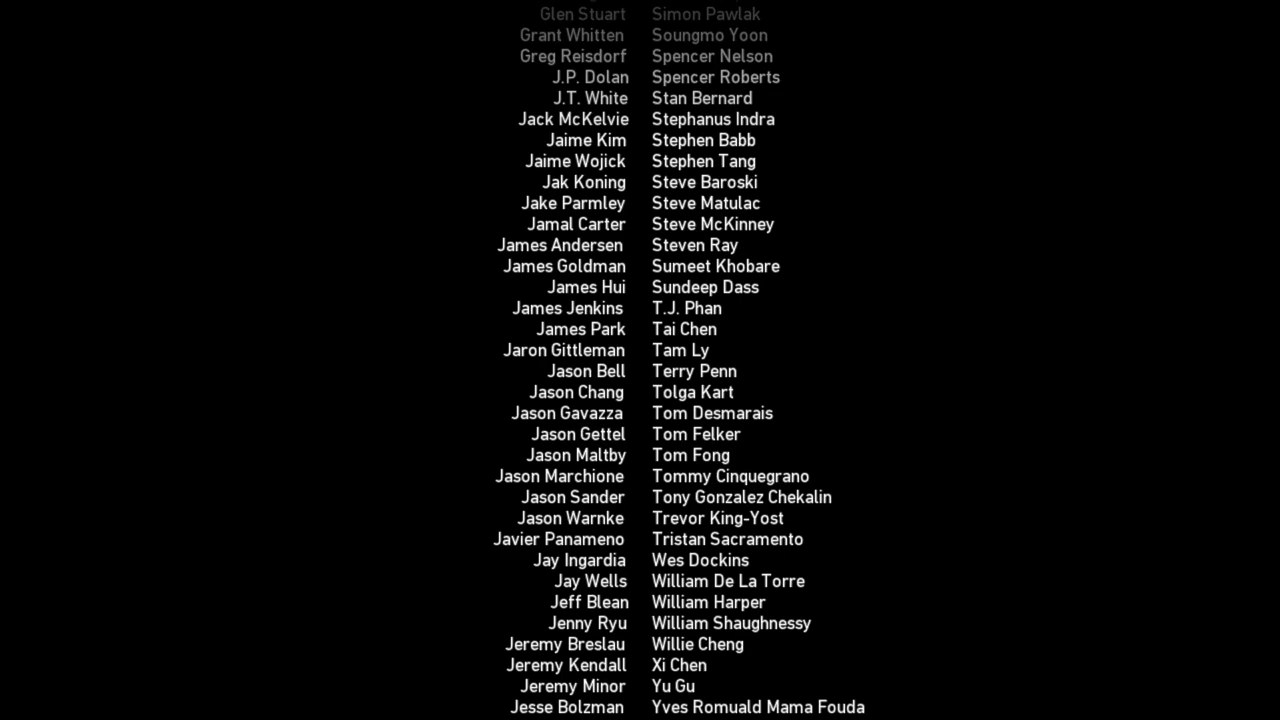 Glen Stuart Simon Pawlak
Grant Whitten Soungmo Yoon
Greg Reisdorf Spencer Nelson
J.P. Dolan Spencer Roberts
J.T. White Stan Bernard
Jack McKelvie Stephanus Indra
Jaime Kim Stephen Babb
Jaime Wojick Stephen Tang
Jak Koning Steve Baroski
Jake Parmley Steve Matulac
Jamal Carter Steve McKinney
James Andersen Steven Ray
James Goldman Sumeet Khobare
James Hui Sundeep Dass
James Jenkins T.J. Phan
James Park Tai Chen
Jaron Gittleman Tam Ly
Jason Bell Terry Penn
Jason Chang Tolga Kart
Jason Gavazza Tom Desmarais
Jason Gettel Tom Felker
Jason Maltby Tom Fong
Jason Marchione Tommy Cinquegrano
Jason Sander Tony Gonzalez Chekalin
Jason Warnke Trevor King-Yost
Javier Panameno Tristan Sacramento
Jay Ingardia Wes Dockins
Jay Wells William De La Torre
Jeff Blean William Harper
Jenny Ryu William Shaughnessy
Jeremy Breslau Willie Cheng
Jeremy Kendall Xi Chen
Jeremy Minor Yu Gu
Jesse Bolzman Yves Romuald Mama Fouda